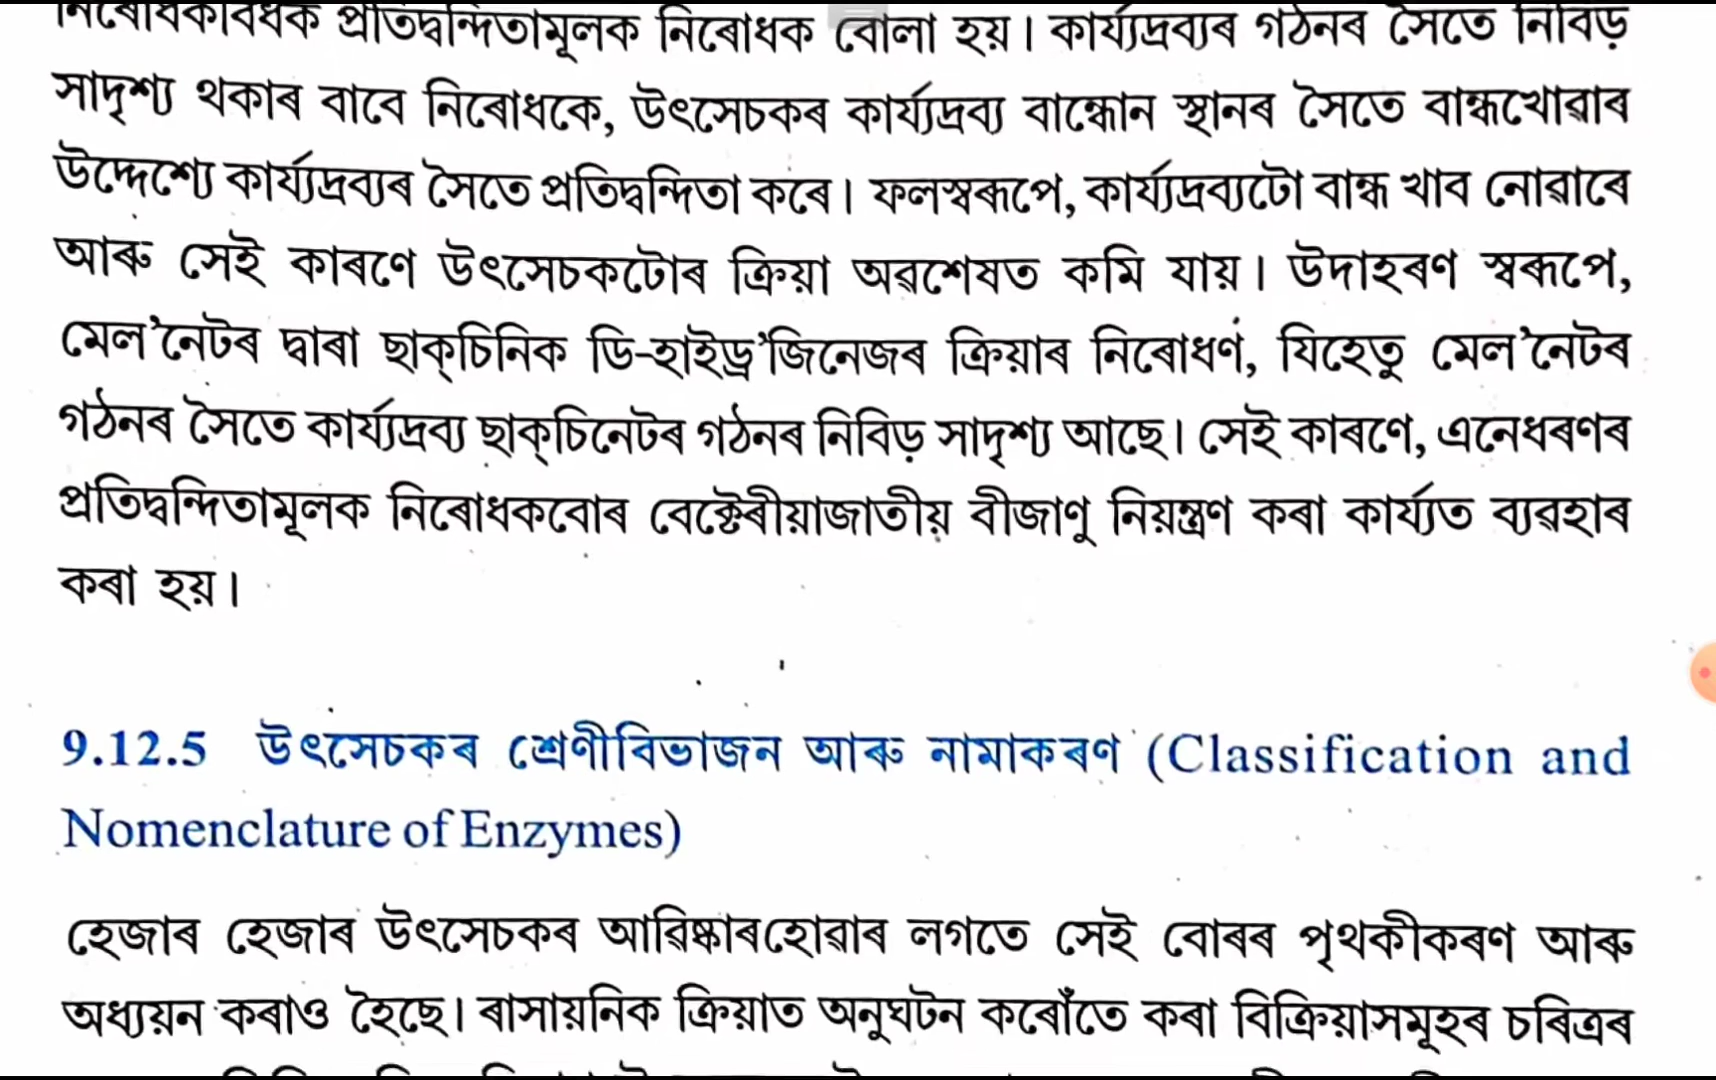 নিৰোধকবিধক প্ৰতিদ্বন্দিতামূলক নিৰোধক বোলা হয়। কাৰ্য্যদ্ৰব্যৰ গঠনৰ সৈতে নিবিড়
সাদৃশ্য থকাৰ বাবে নিৰোধকে, উৎসেচকৰ কাৰ্য্যদ্ৰব্য বান্ধোন স্থানৰ সৈতে বান্ধখোৱাৰ
উদ্দেশ্যে কাৰ্য্যদ্ৰব্যৰ সৈতে প্ৰতিদ্বন্দিতা কৰে। ফলস্বৰূপে, কাৰ্য্যদ্ৰব্যটো বান্ধ খাব নোৱাৰে
আৰু সেই কাৰণে উৎসেচকটোৰ ক্ৰিয়া অৱশেষত কমি যায়। উদাহৰণ স্বৰূপে,
মেল'নৈটৰ দ্বাৰা ছাক্‌চিনিক ডি-হাইড্ৰ'জিনেজৰ ক্ৰিয়াৰ নিৰোধণ, যিহেতু মেল'নৈটৰ
গঠনৰ সৈতে কাৰ্য্যদ্ৰব্য ছাক্‌চিনেটৰ গঠনৰ নিবিড় সাদৃশ্য আছে। সেই কাৰণে, এনেধৰণৰ
প্ৰতিদ্বন্দিতামূলক নিৰোধকবোৰ বেক্টেৰীয়াজাতীয় বীজাণু নিয়ন্ত্ৰণ কৰা কাৰ্য্যত ব্যৱহাৰ
কৰা হয়।
9.12.5 উৎসেচকৰ শ্ৰেণীবিভাজন আৰু নামাকৰণ (Classification and
Nomenclature of Enzymes)
হেজাৰ হেজাৰ উৎসেচকৰ আৱিষ্কাৰহোৱাৰ লগতে সেই বোৰৰ পৃথকীকৰণ আৰু
অধ্যয়ন কৰাও হৈছে। ৰাসায়নিক ক্ৰিয়াত অনুঘটন কৰোঁতে কৰা বিক্ৰিয়াসমূহৰ চৰিত্ৰৰ